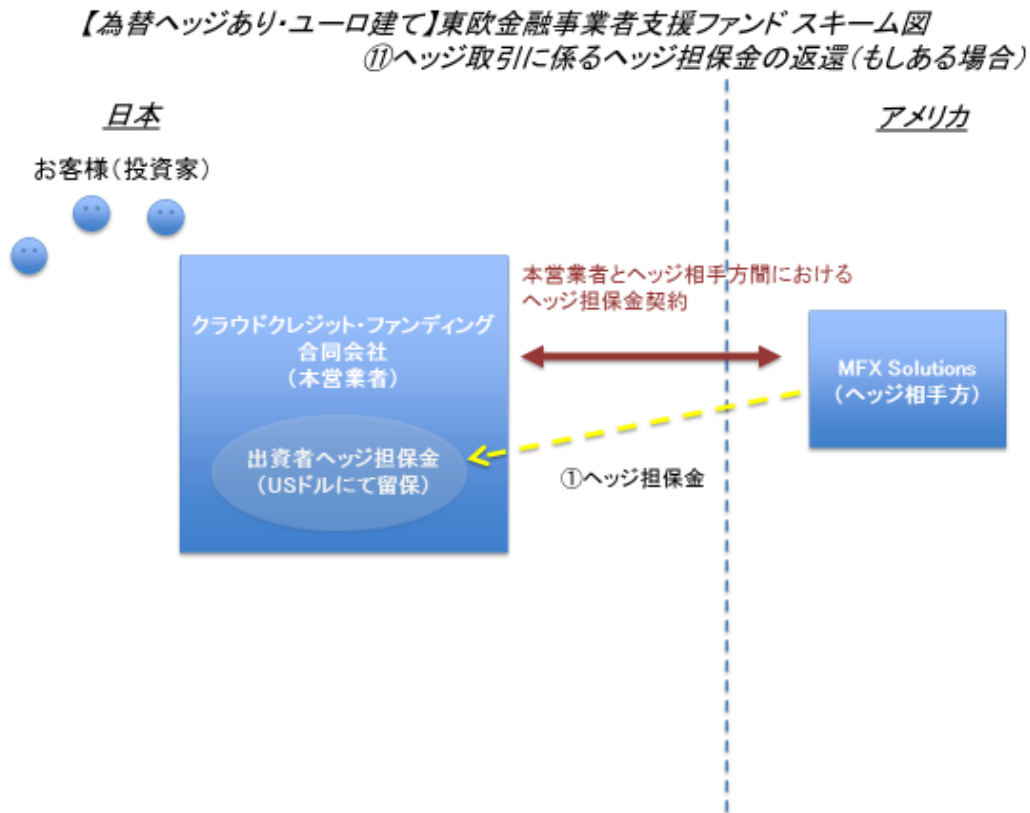 【為替ヘッジあり・ユーロ建て】東欧金融事業者支援ファンド スキーム図
⑪ヘッジ取引に係るヘッジ担保金の返還(もしある場合)
日本
アメリカ
お客様(投資家)
本営業者とヘッジ相手方間における
ヘッジ担保金契約
クラウドクレジット・ファンディング
合同会社
(本営業者)
MFX Solutions
(ヘッジ相手方)
出資者ヘッジ担保金
(USドルにて留保)
①ヘッジ担保金